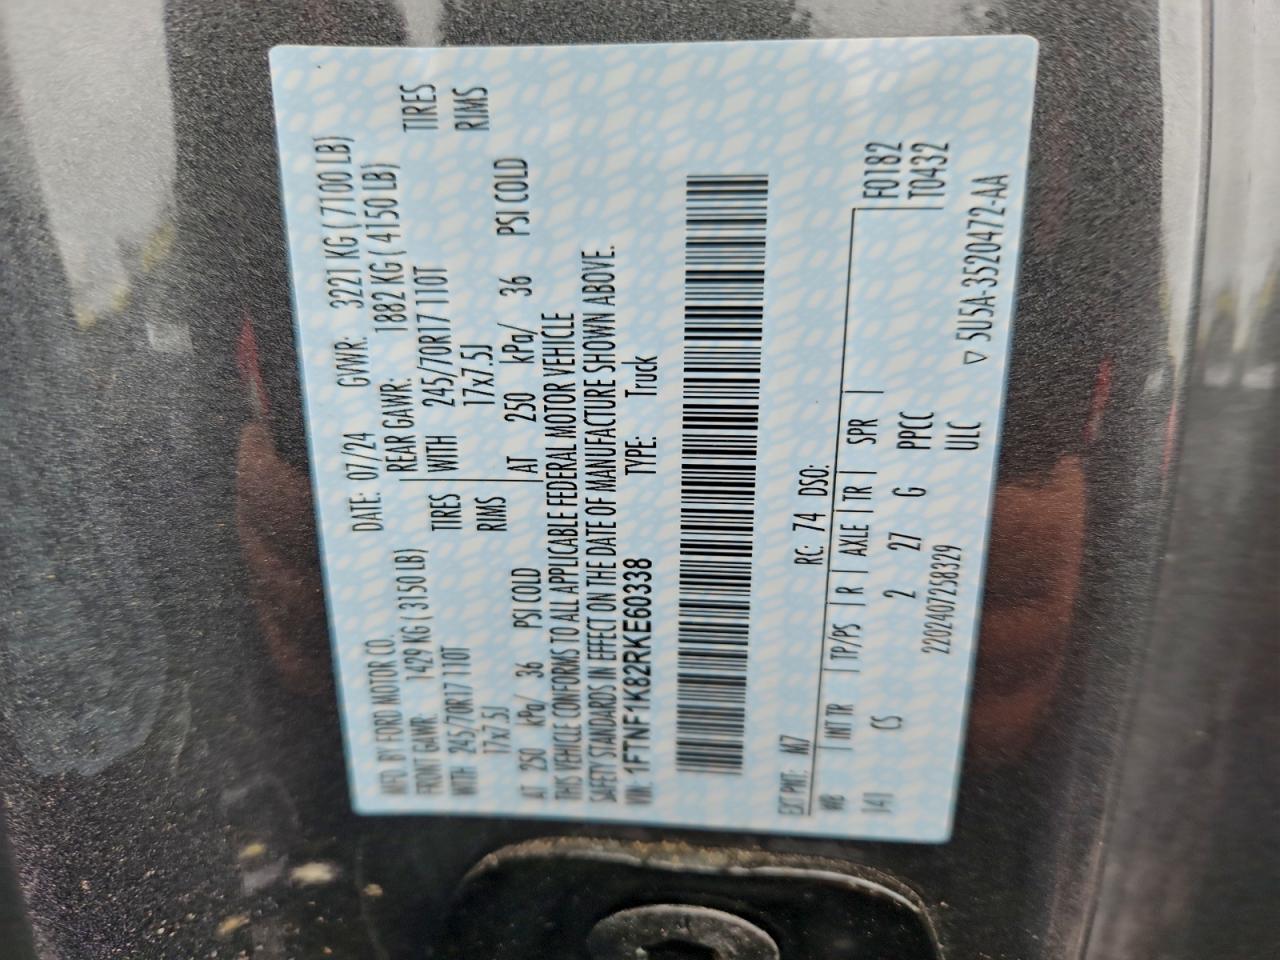 MFD. BY FORD MOTOR CO.
DATE: 07/24 GVWR: 3221 KG ( 7100 LB)
FRONT GAWR: 1429 KG ( 3150 LB) REAR GAWR: 1882 KG ( 4150 LB)
WITH 245/70R17 110T TIRES WITH 245/70R17 110T TIRES
17x7.5J RIMS 17x7.5J RIMS
AT 250 kPa/ 36 PSI COLD AT 250 kPa/ 36 PSI COLD
THIS VEHICLE CONFORMS TO ALL APPLICABLE FEDERAL MOTOR VEHICLE
SAFETY STANDARDS IN EFFECT ON THE DATE OF MANUFACTURE SHOWN ABOVE.
VIN: 1FTNF1K82RKE60338 TYPE: Truck
EXT PNT: M7 RC: 74 DSO:
WB INT TR TP/PS R AXLE TR SPR F0182
T0432
141 CS 2 27 G PPCC
ULC
2202407258329 ▽ 5U5A-3520472-AA